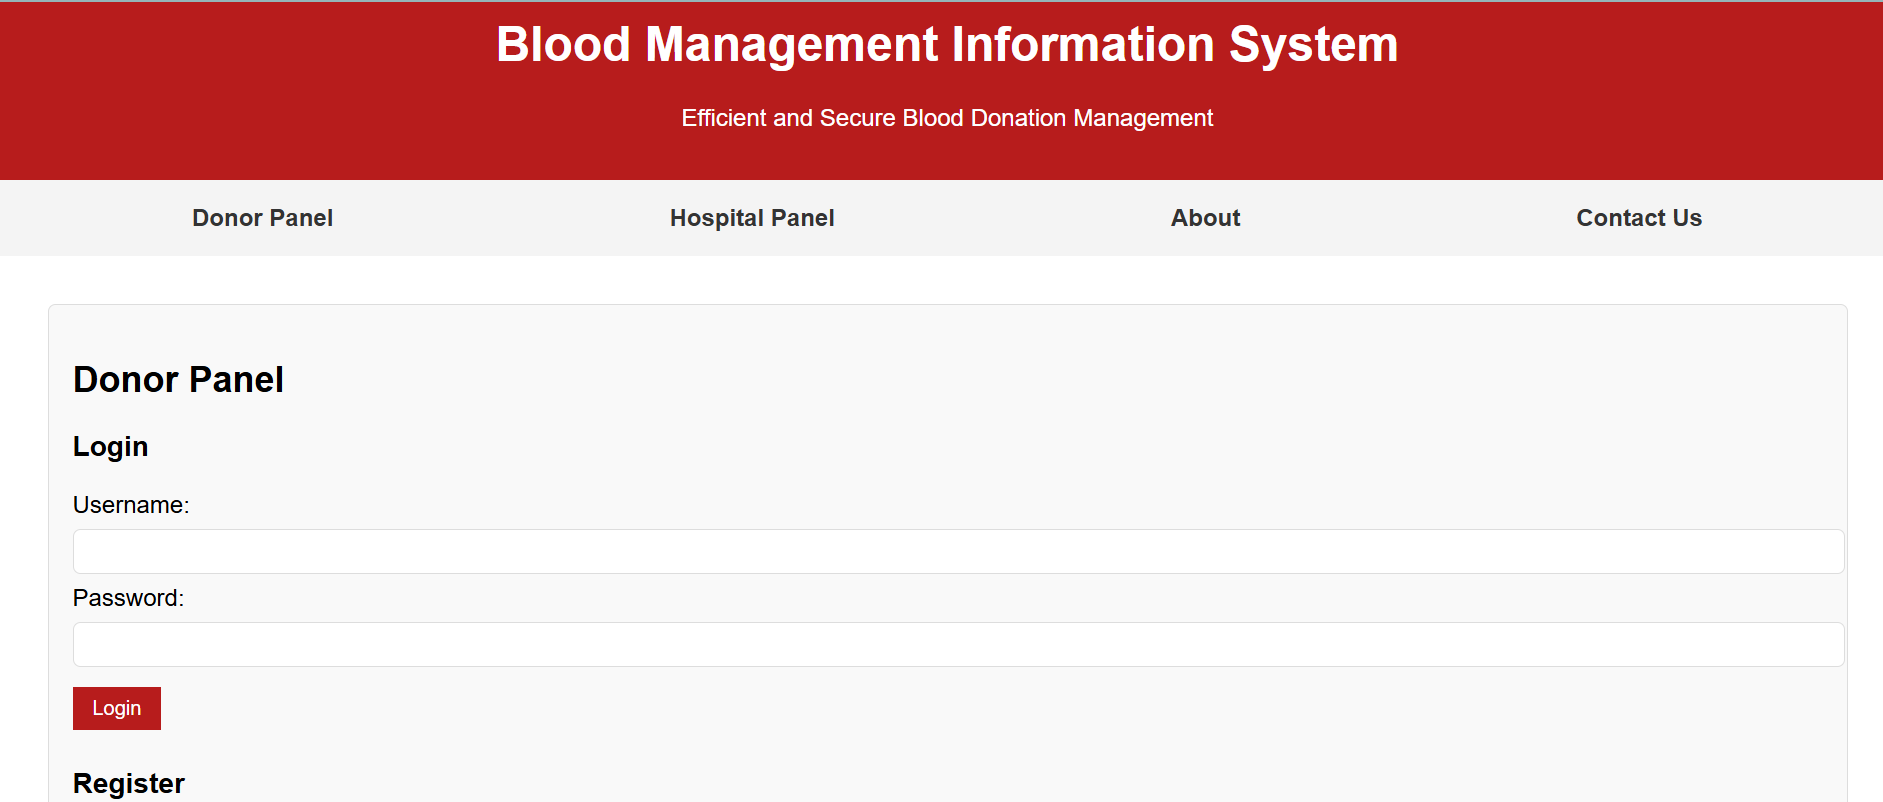 Blood Management Information System
Efficient and Secure Blood Donation Management
Donor Panel Hospital Panel About Contact Us
Donor Panel
Login
Username:
Password:
Login
Register